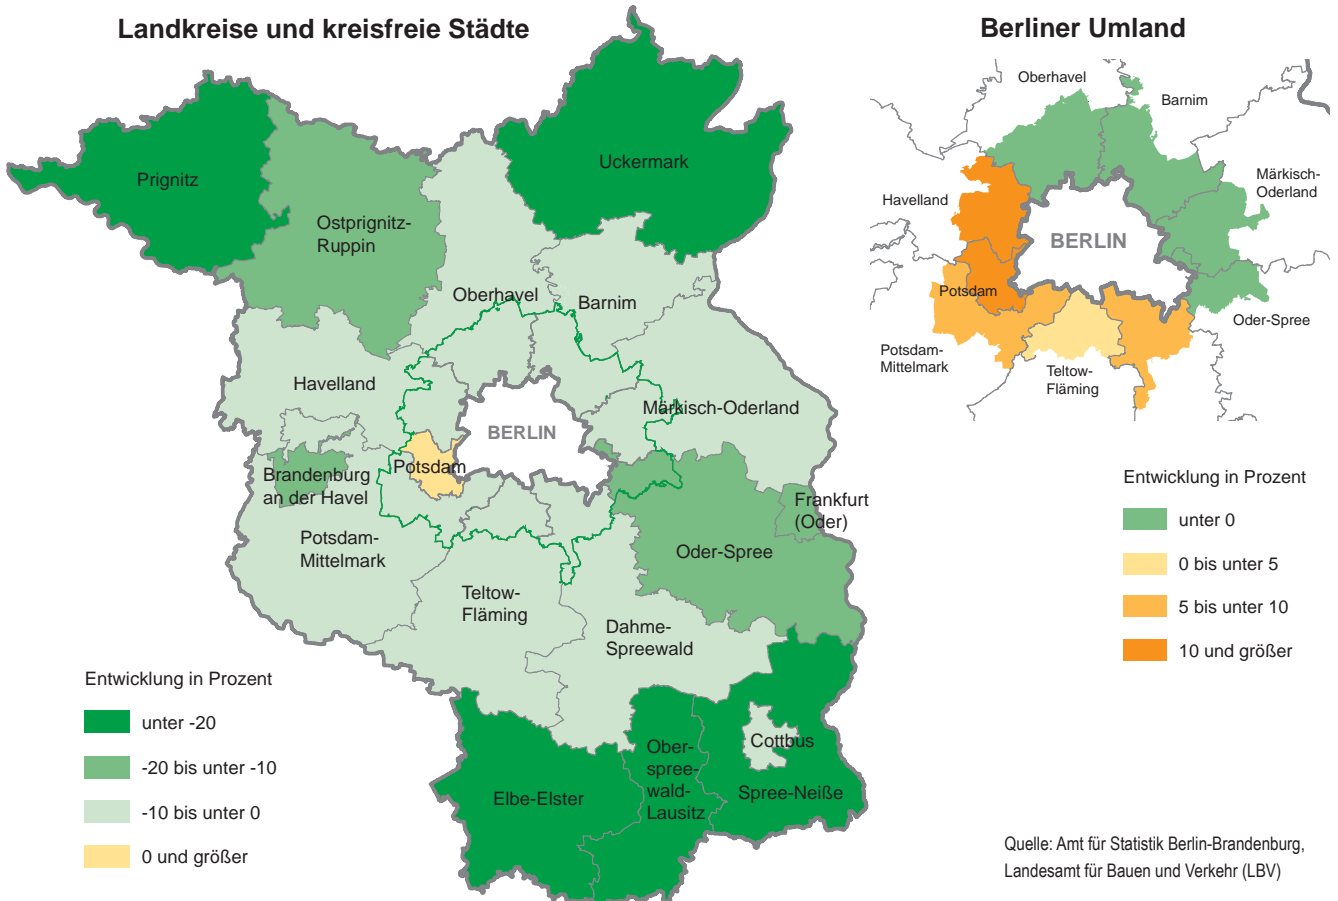 Landkreise und kreisfreie Städte
Prignitz
Ostprignitz-
Ruppin
Uckermark
Oberhavel
Barnim
Havelland
Märkisch-Oderland
BERLIN
Potsdam
Brandenburg
an der Havel
Frankfurt
(Oder)
Potsdam-
Mittelmark
Oder-Spree
Teltow-
Fläming
Dahme-
Spreewald
Cottbus
Ober-
spree-
wald-
Lausitz
Elbe-Elster
Spree-Neiße
Entwicklung in Prozent
unter -20
-20 bis unter -10
-10 bis unter 0
0 und größer
Berliner Umland
Oberhavel
Barnim
Märkisch-
Oderland
Havelland
BERLIN
Potsdam
Oder-Spree
Potsdam-
Mittelmark
Teltow-
Fläming
Entwicklung in Prozent
unter 0
0 bis unter 5
5 bis unter 10
10 und größer
Quelle: Amt für Statistik Berlin-Brandenburg,
Landesamt für Bauen und Verkehr (LBV)